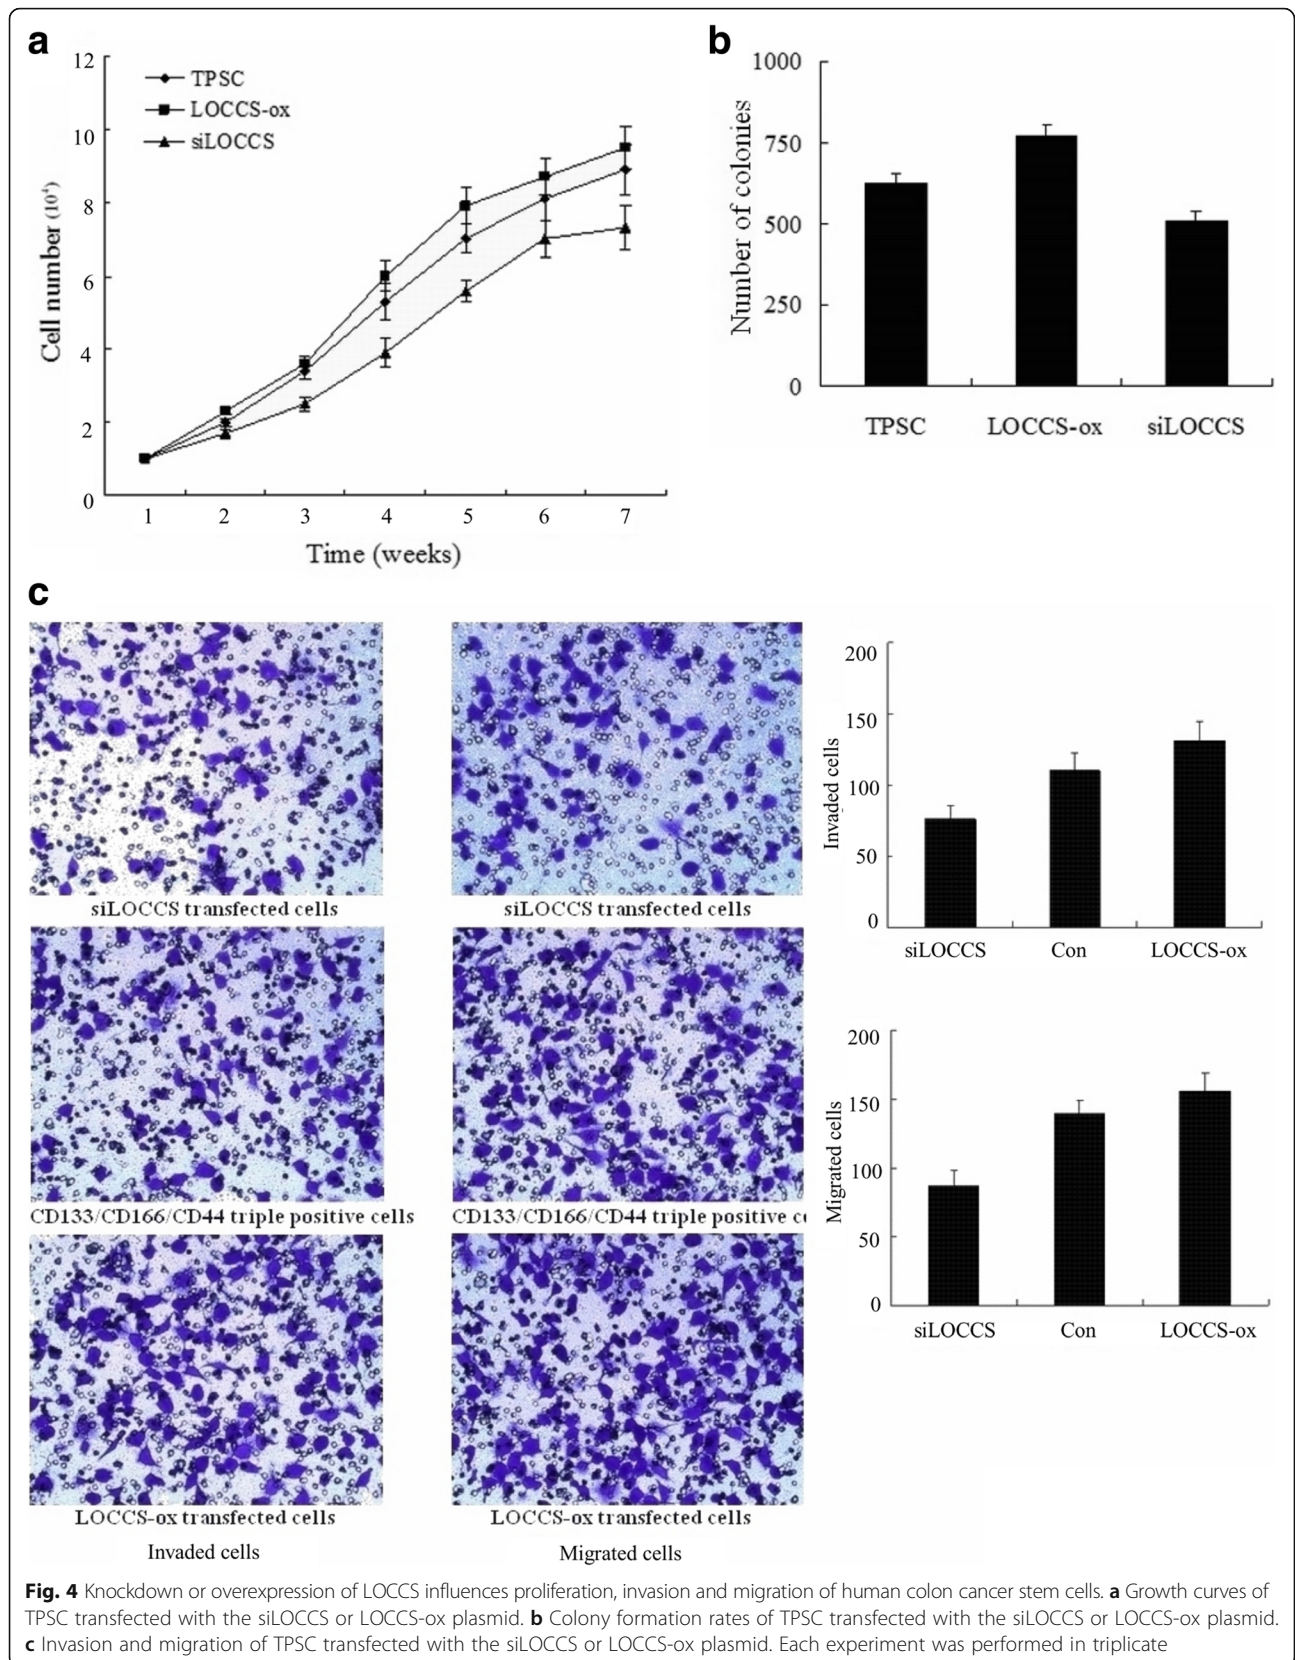 a
12
10
8
6
4
2
0
Cell number (10⁴)
TPSC
LOCCS-ox
siLOCCS
1 2 3 4 5 6 7
Time (weeks)
b
1000
750
500
250
0
Number of colonies
TPSC LOCCS-ox siLOCCS
c
siLOCCS transfected cells
siLOCCS transfected cells
CD133/CD166/CD44 triple positive cells
CD133/CD166/CD44 triple positive ce
LOCCS-ox transfected cells
LOCCS-ox transfected cells
Invaded cells
Migrated cells
200
150
100
50
0
Invaded cells
siLOCCS Con LOCCS-ox
200
150
100
50
0
Migrated cells
siLOCCS Con LOCCS-ox
Fig. 4 Knockdown or overexpression of LOCCS influences proliferation, invasion and migration of human colon cancer stem cells. a Growth curves of
TPSC transfected with the siLOCCS or LOCCS-ox plasmid. b Colony formation rates of TPSC transfected with the siLOCCS or LOCCS-ox plasmid.
c Invasion and migration of TPSC transfected with the siLOCCS or LOCCS-ox plasmid. Each experiment was performed in triplicate